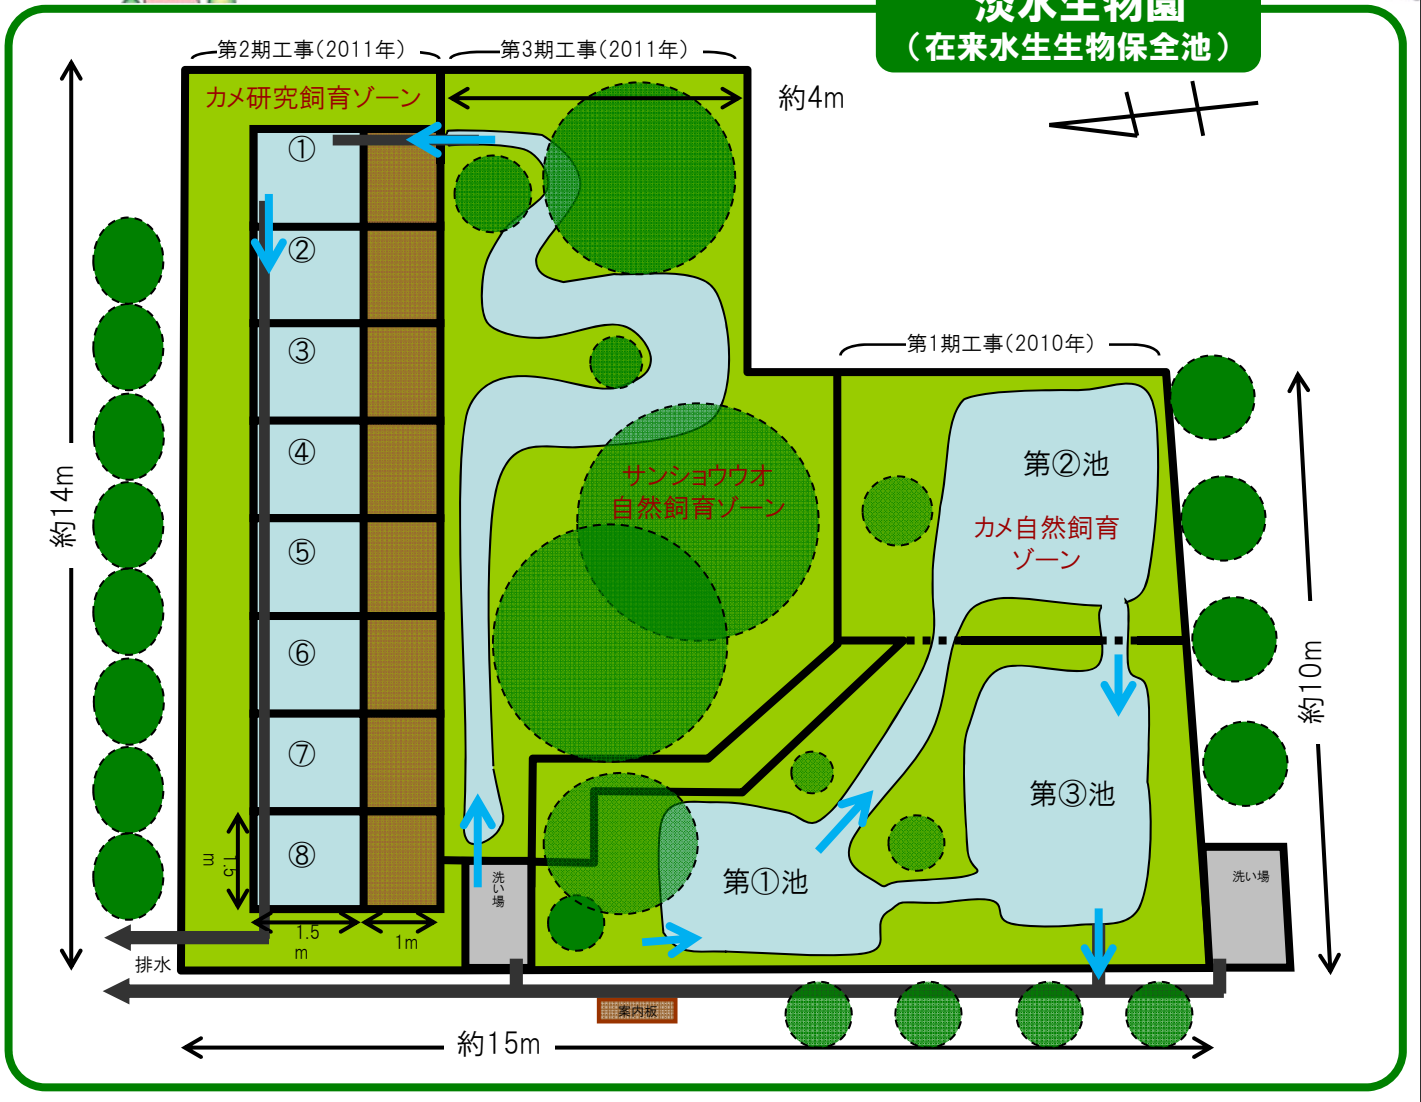 淡水生物園
（在来水生生物保全池）
第2期工事(2011年)
第3期工事(2011年)
カメ研究飼育ゾーン
約4m
①
②
③
④
⑤
⑥
⑦
⑧
第1期工事(2010年)
第②池
カメ自然飼育
ゾーン
サンショウウオ
自然飼育ゾーン
約14m
約10m
第③池
第①池
1.5
m
1.5
m
1m
洗い場
洗い場
排水
案内板
約15m